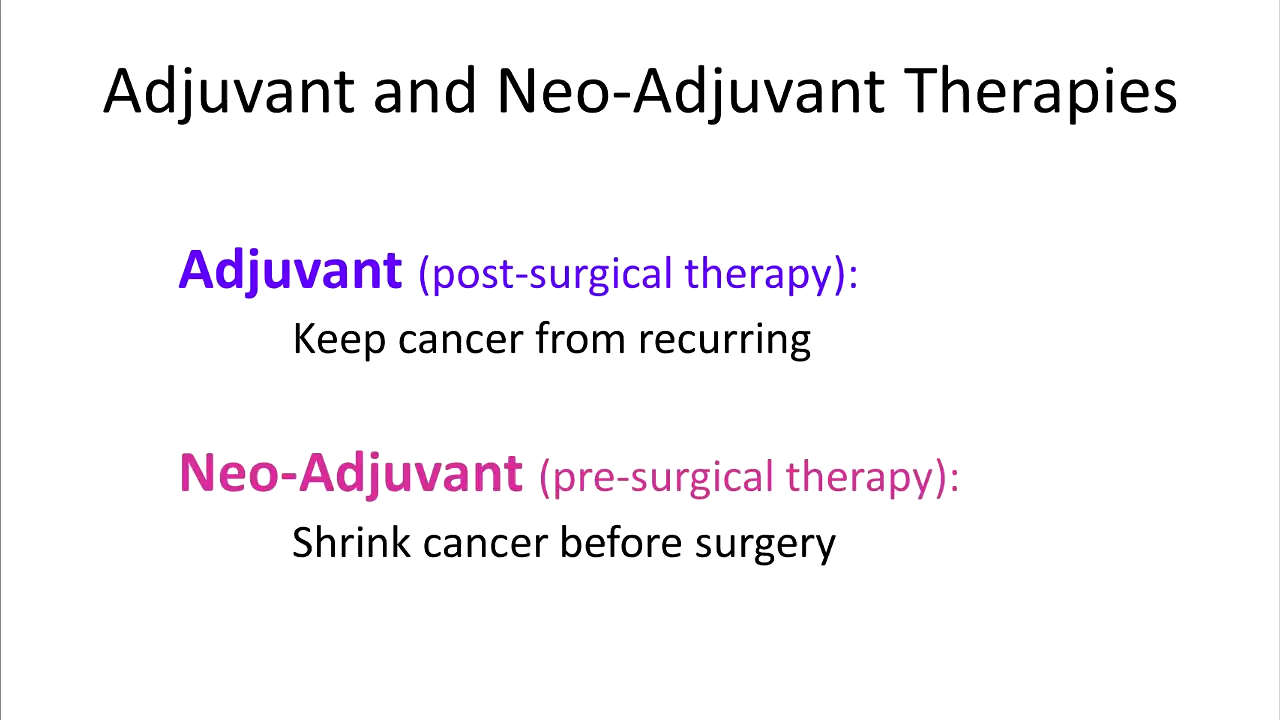 Adjuvant and Neo-Adjuvant Therapies
Adjuvant (post-surgical therapy):
Keep cancer from recurring
Neo-Adjuvant (pre-surgical therapy):
Shrink cancer before surgery